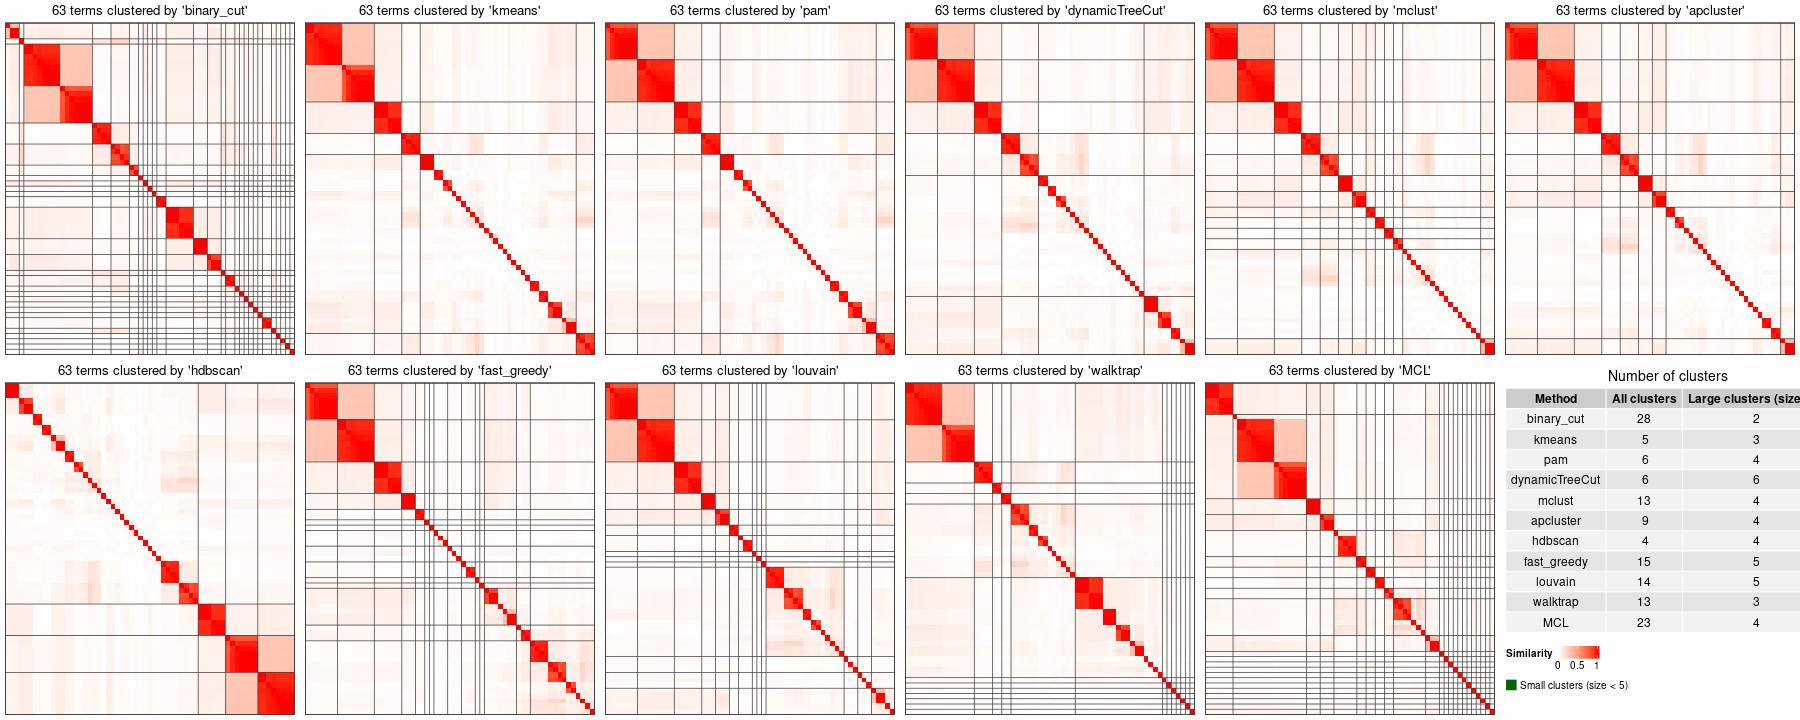 63 terms clustered by 'binary_cut'
63 terms clustered by 'kmeans'
63 terms clustered by 'pam'
63 terms clustered by 'dynamicTreeCut'
63 terms clustered by 'mclust'
63 terms clustered by 'apcluster'
63 terms clustered by 'hdbscan'
63 terms clustered by 'fast_greedy'
63 terms clustered by 'louvain'
63 terms clustered by 'walktrap'
63 terms clustered by 'MCL'
Number of clusters
Method All clusters Large clusters (size
binary_cut 28 2
kmeans 5 3
pam 6 4
dynamicTreeCut 6 6
mclust 13 4
apcluster 9 4
hdbscan 4 4
fast_greedy 15 5
louvain 14 5
walktrap 13 3
MCL 23 4
Similarity
0 0.5 1
Small clusters (size < 5)